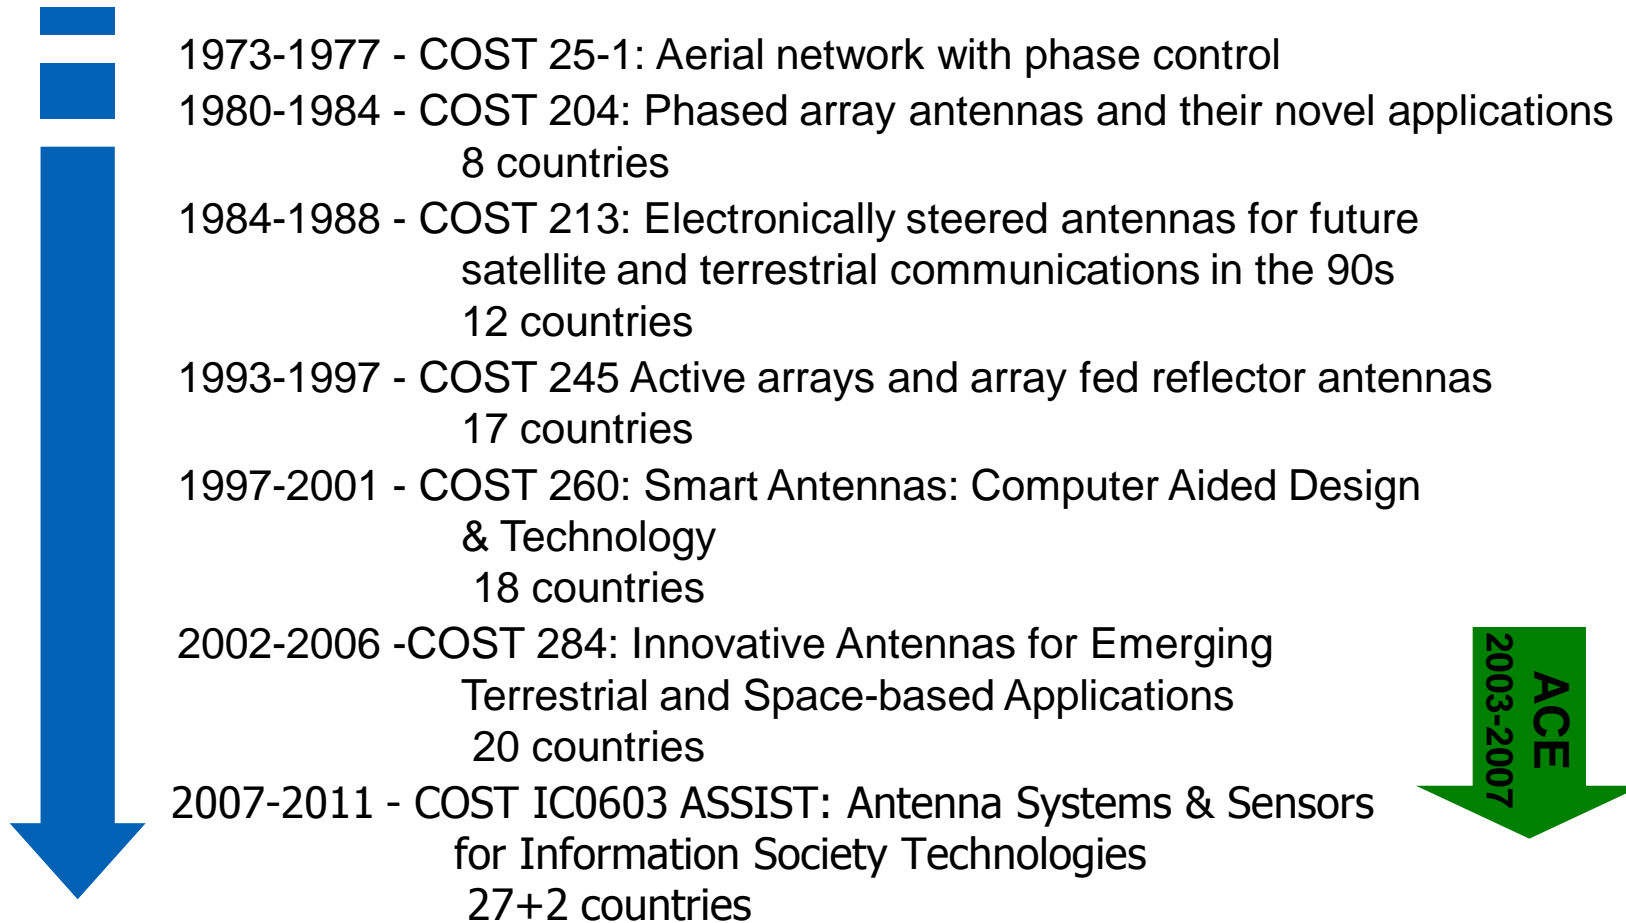 1973-1977 - COST 25-1: Aerial network with phase control
1980-1984 - COST 204: Phased array antennas and their novel applications
8 countries
1984-1988 - COST 213: Electronically steered antennas for future
satellite and terrestrial communications in the 90s
12 countries
1993-1997 - COST 245 Active arrays and array fed reflector antennas
17 countries
1997-2001 - COST 260: Smart Antennas: Computer Aided Design
& Technology
18 countries
2002-2006 -COST 284: Innovative Antennas for Emerging
Terrestrial and Space-based Applications
20 countries
2007-2011 - COST IC0603 ASSIST: Antenna Systems & Sensors
for Information Society Technologies
27+2 countries
ACE
2003-2007